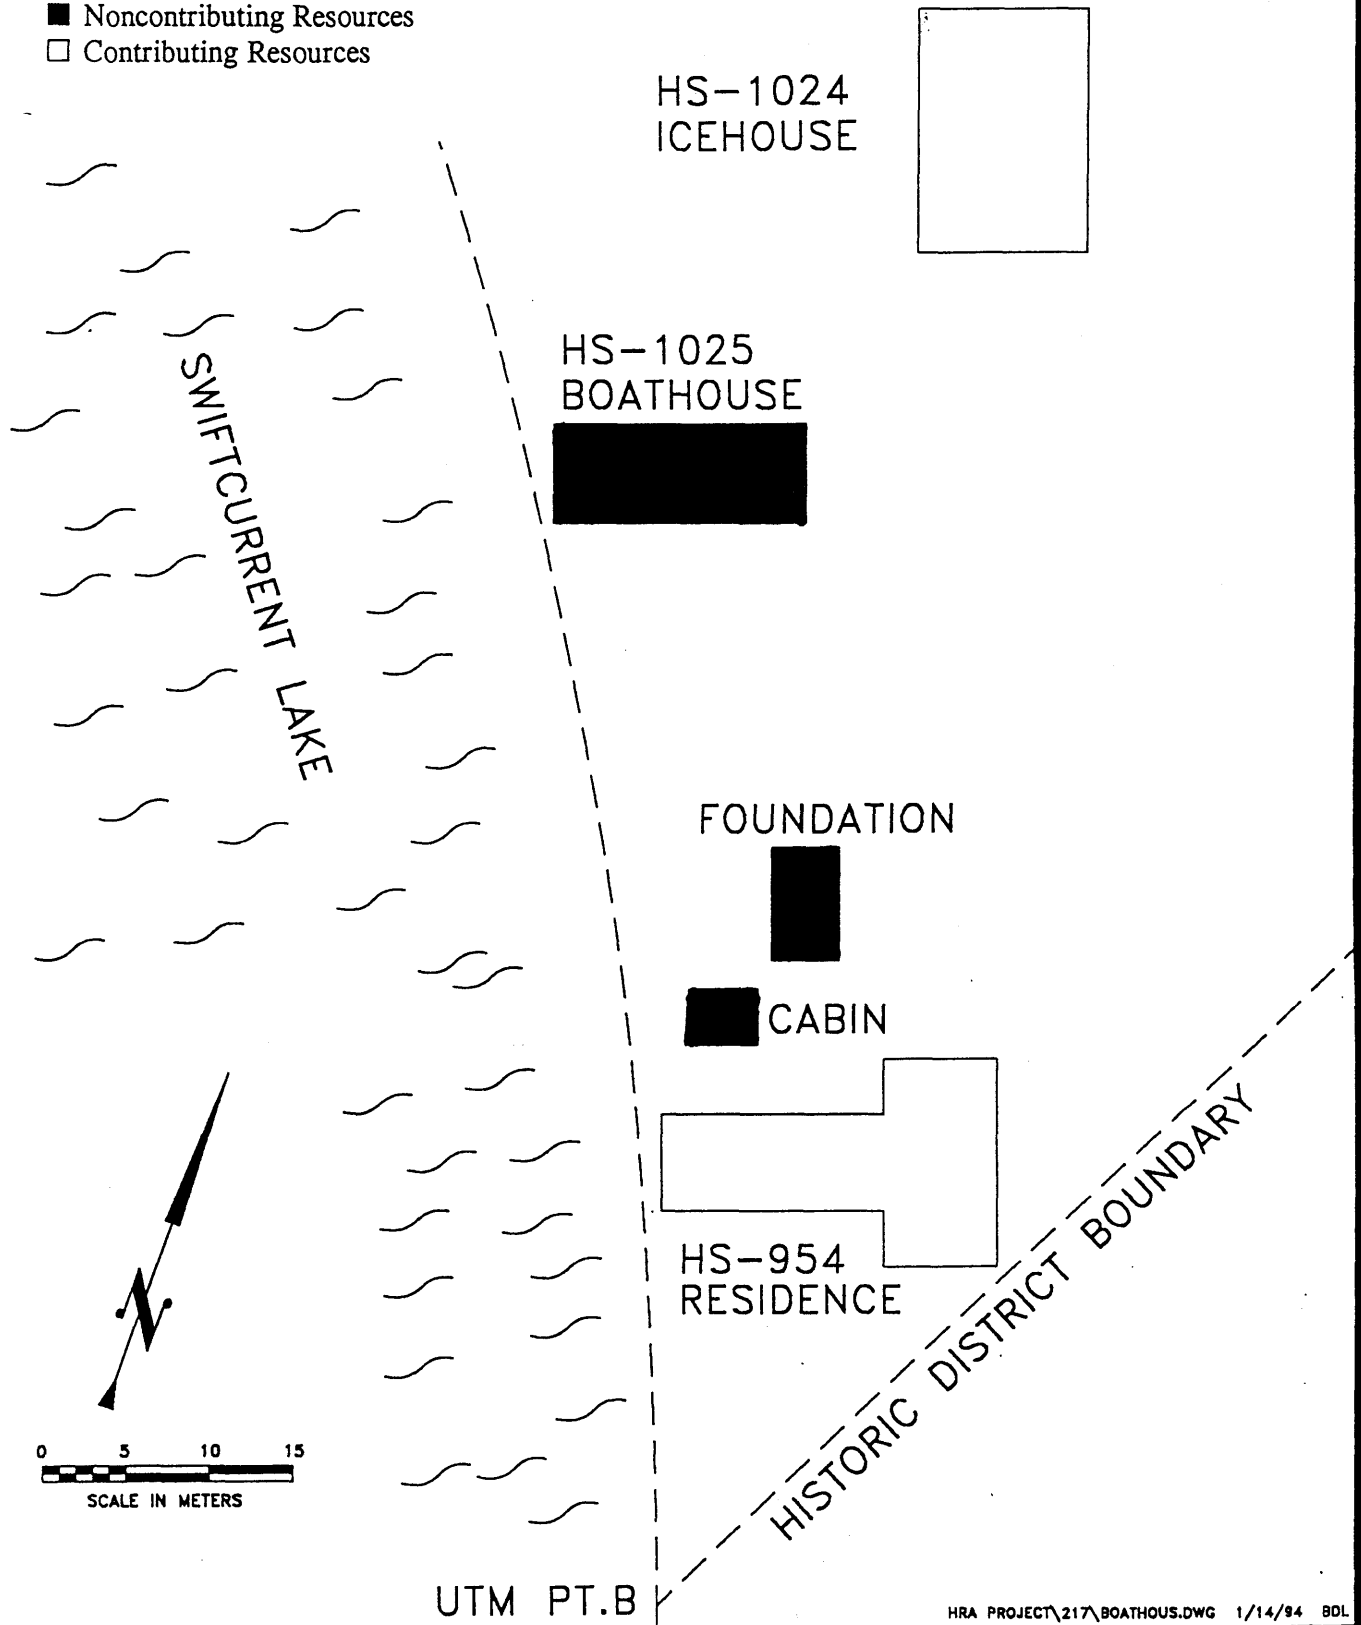 Noncontributing Resources
Contributing Resources
HS-1024
ICEHOUSE
HS-1025
BOATHOUSE
SWIFTCURRENT LAKE
FOUNDATION
CABIN
HS-954
RESIDENCE
HISTORIC DISTRICT BOUNDARY
N
0 5 10 15
SCALE IN METERS
UTM PT.B
HRA PROJECT\217\BOATHOUS.DWG 1/14/94 BDL